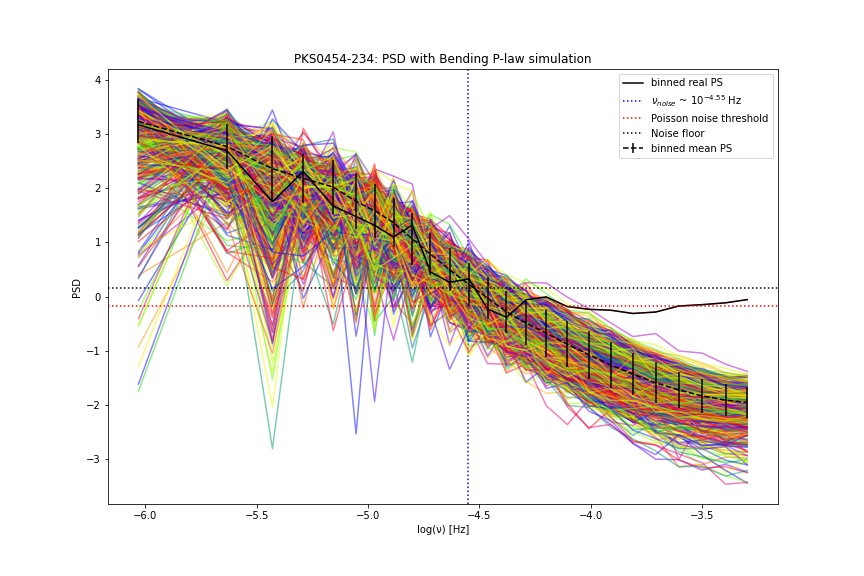 PKS0454-234: PSD with Bending P-law simulation
binned real PS
ν_noise ~ 10^−4.55 Hz
Poisson noise threshold
Noise floor
binned mean PS
PSD
4
3
2
1
0
−1
−2
−3
−6.0 −5.5 −5.0 −4.5 −4.0 −3.5
log(ν) [Hz]